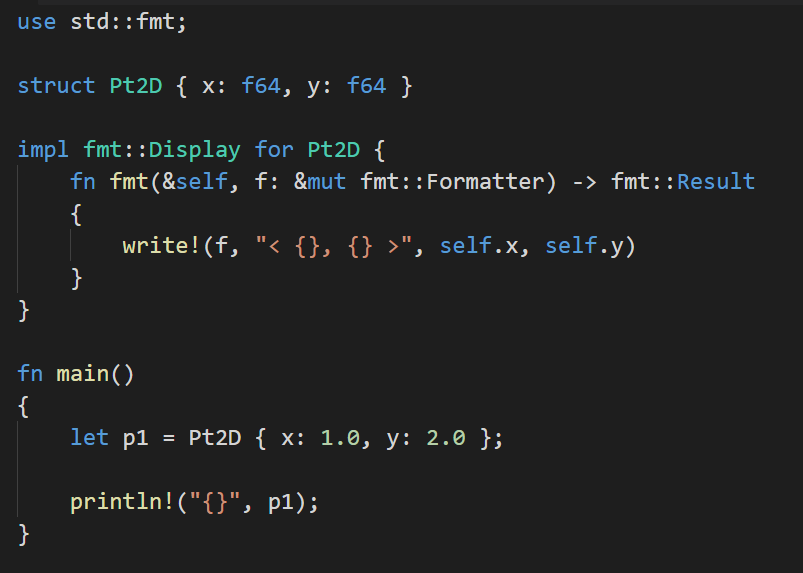 use std::fmt;
struct Pt2D { x: f64, y: f64 }
impl fmt::Display for Pt2D {
    fn fmt(&self, f: &mut fmt::Formatter) -> fmt::Result
    {
        write!(f, "< {}, {} >", self.x, self.y)
    }
}
fn main()
{
    let p1 = Pt2D { x: 1.0, y: 2.0 };
    println!("{}", p1);
}